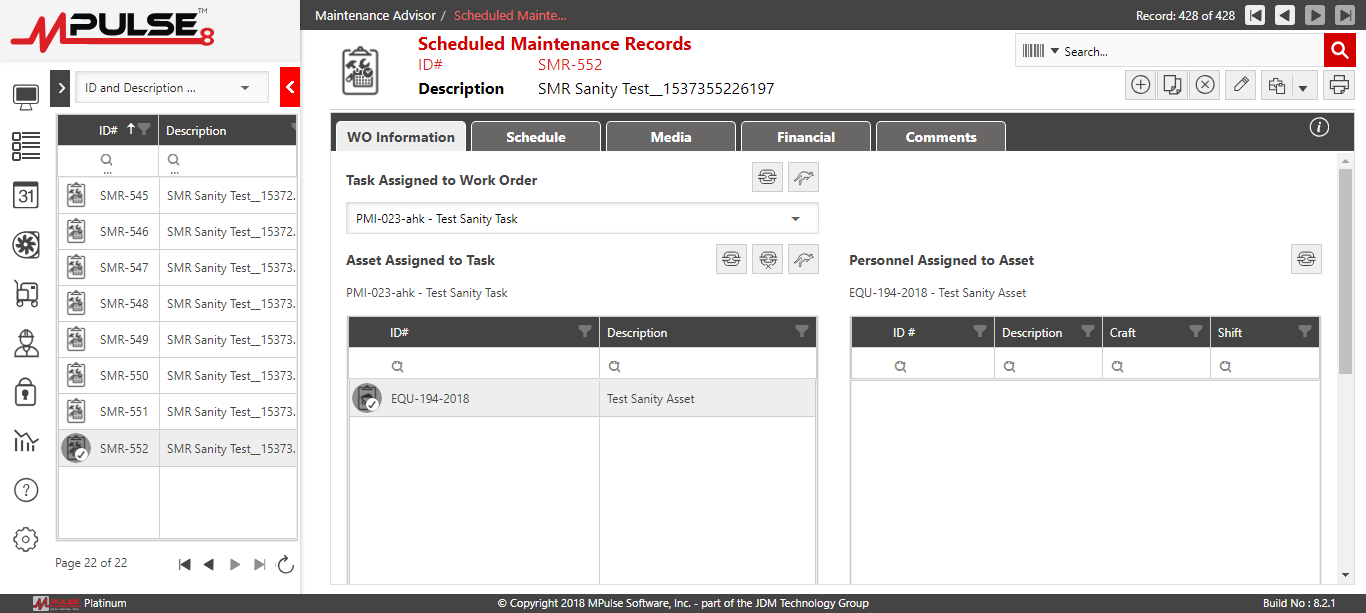 MPULSE 8 ™
Maintenance Advisor / Scheduled Mainte...
Record: 428 of 428
Scheduled Maintenance Records
ID# SMR-552
Description SMR Sanity Test__1537355226197
Search...
ID and Description ...
ID# Description
...
...
SMR-545 SMR Sanity Test__15372.
SMR-546 SMR Sanity Test__15372.
SMR-547 SMR Sanity Test__15373.
SMR-548 SMR Sanity Test__15373.
SMR-549 SMR Sanity Test__15373.
SMR-550 SMR Sanity Test__15373.
SMR-551 SMR Sanity Test__15373.
SMR-552 SMR Sanity Test__15373.
31
?
Page 22 of 22
WO Information Schedule Media Financial Comments
i
Task Assigned to Work Order
PMI-023-ahk - Test Sanity Task
Asset Assigned to Task
PMI-023-ahk - Test Sanity Task
ID# Description
EQU-194-2018 Test Sanity Asset
Personnel Assigned to Asset
EQU-194-2018 - Test Sanity Asset
ID # Description Craft Shift
MPULSE Platinum
© Copyright 2018 MPulse Software, Inc. - part of the JDM Technology Group
Build No : 8.2.1